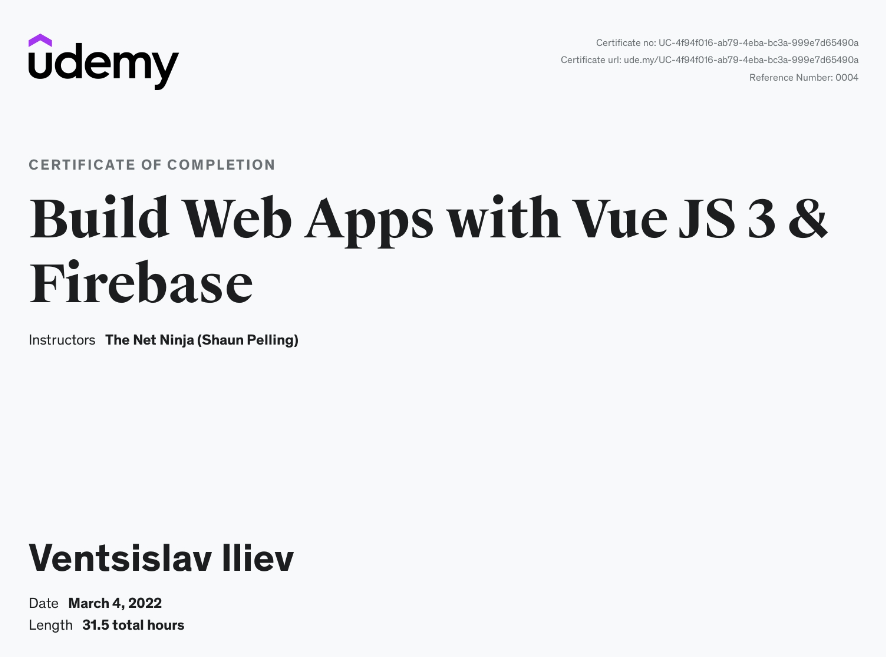 udemy
Certificate no: UC-4f94f016-ab79-4eba-bc3a-999e7d65490a
Certificate url: ude.my/UC-4f94f016-ab79-4eba-bc3a-999e7d65490a
Reference Number: 0004
CERTIFICATE OF COMPLETION
Build Web Apps with Vue JS 3 &
Firebase
Instructors The Net Ninja (Shaun Pelling)
Ventsislav Iliev
Date March 4, 2022
Length 31.5 total hours